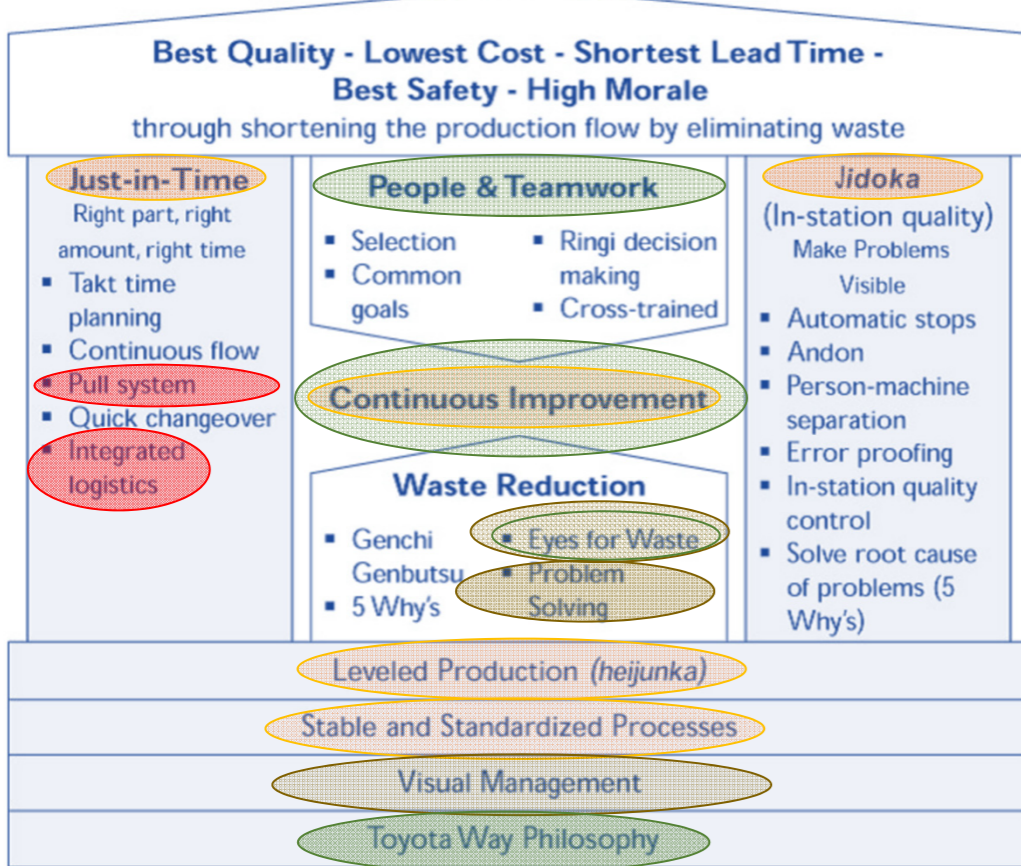 Best Quality - Lowest Cost - Shortest Lead Time -
Best Safety - High Morale
through shortening the production flow by eliminating waste
Just-in-Time
Right part, right
amount, right time
▪ Takt time
planning
▪ Continuous flow
▪ Pull system
▪ Quick changeover
▪ Integrated
logistics
People & Teamwork
▪ Selection
▪ Common
goals
▪ Ringi decision
making
▪ Cross-trained
Continuous Improvement
Waste Reduction
▪ Genchi
Genbutsu
▪ 5 Why's
▪ Eyes for Waste
▪ Problem
Solving
Jidoka
(In-station quality)
Make Problems
Visible
▪ Automatic stops
▪ Andon
▪ Person-machine
separation
▪ Error proofing
▪ In-station quality
control
▪ Solve root cause
of problems (5
Why's)
Leveled Production (heijunka)
Stable and Standardized Processes
Visual Management
Toyota Way Philosophy